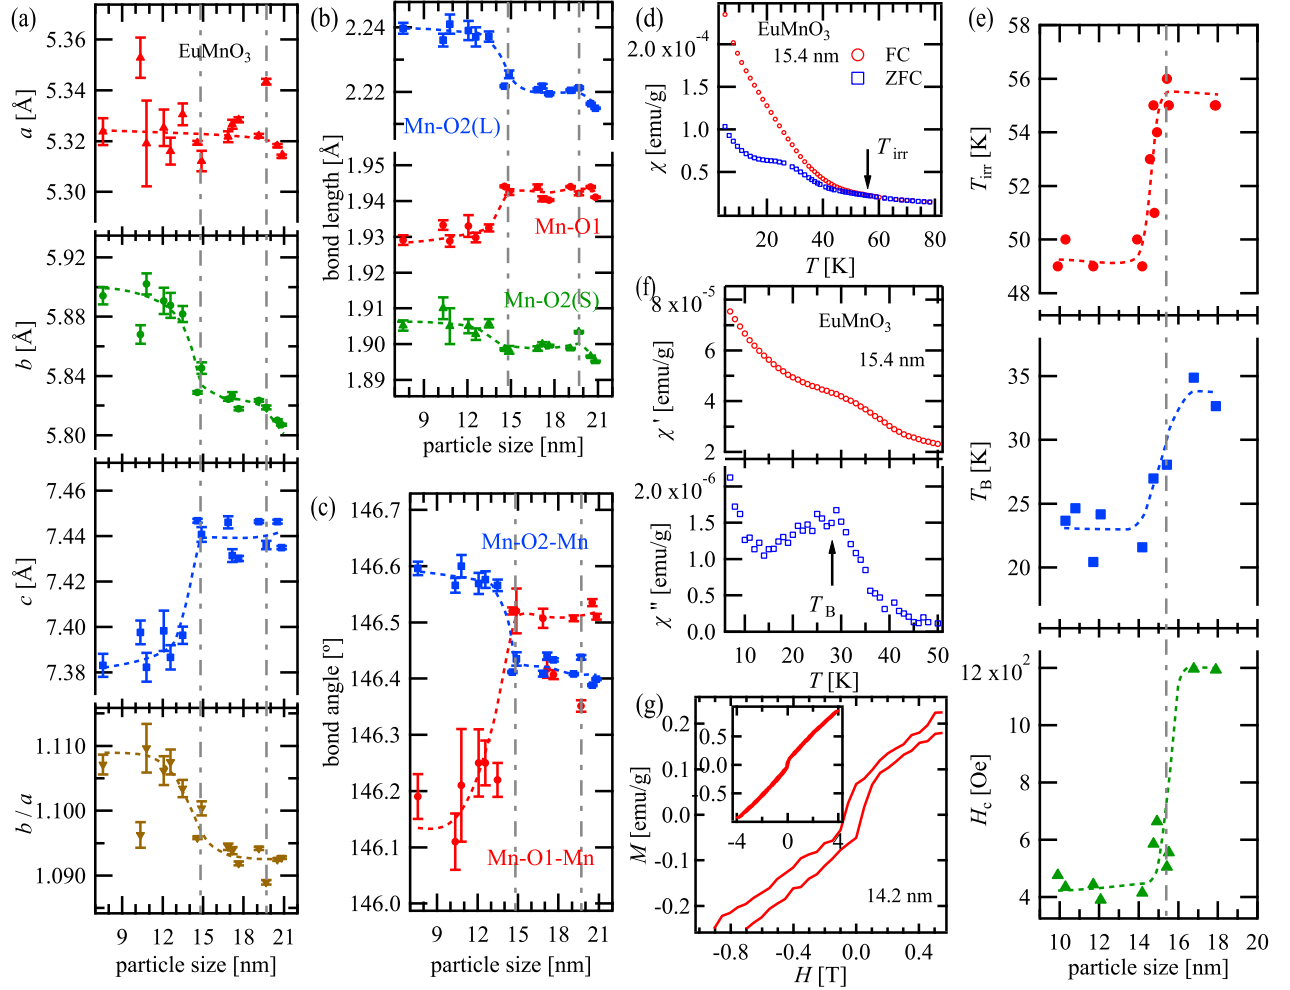 (a)
5.36
5.34
5.32
5.30
a [Å]
EuMnO3
5.92
5.88
5.84
5.80
b [Å]
7.46
7.44
7.42
7.40
7.38
c [Å]
1.110
1.100
1.090
b / a
9 12 15 18 21
particle size [nm]
(b)
2.24
2.22
Mn-O2(L)
1.95
1.94
1.93
1.92
1.91
1.90
1.89
bond length [Å]
Mn-O1
Mn-O2(S)
9 12 15 18 21
particle size [nm]
(c)
146.7
146.6
146.5
146.4
146.3
146.2
146.1
146.0
bond angle [º]
Mn-O2-Mn
Mn-O1-Mn
9 12 15 18 21
particle size [nm]
(d)
2.0 x10-4
1.5
1.0
0.5
χ [emu/g]
EuMnO3
15.4 nm
FC
ZFC
T irr
20 40 60 80
T [K]
(f)
8 x10-5
6
4
2
χ ' [emu/g]
EuMnO3
15.4 nm
2.0 x10-6
1.5
1.0
0.5
0.0
χ " [emu/g]
T B
10 20 30 40 50
T [K]
(g)
0.2
0.1
0.0
-0.1
-0.2
M [emu/g]
0.5
0.0
-0.5
-4 0 4
14.2 nm
-0.8 -0.4 0.0 0.4
H [T]
(e)
58
56
54
52
50
48
Tirr [K]
35
30
25
20
TB [K]
12 x102
10
8
6
4
Hc [Oe]
10 12 14 16 18 20
particle size [nm]